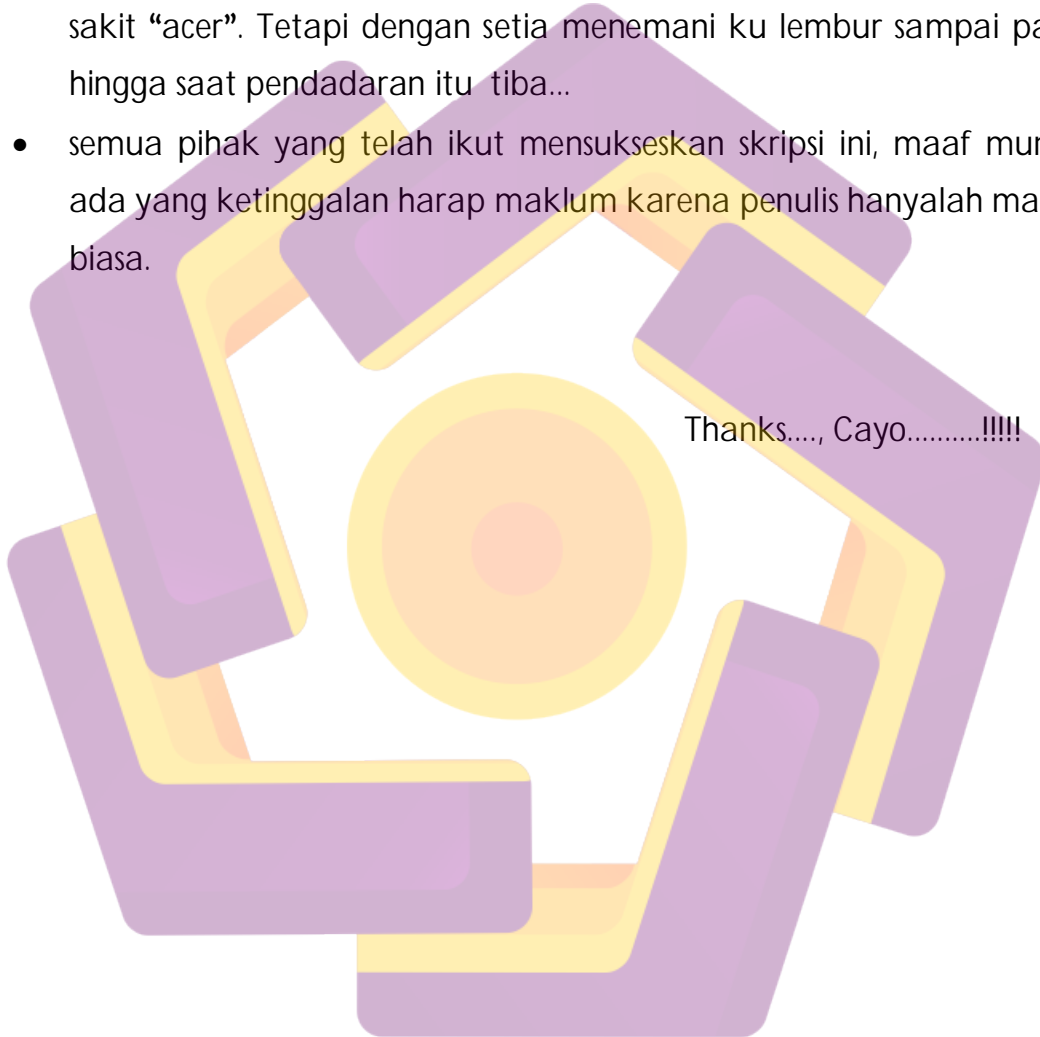 sakit “acer”. Tetapi dengan setia menemani ku lembur sampai pa
hingga saat pendadaran itu tiba...
• semua pihak yang telah ikut mensukseskan skripsi ini, maaf mun
ada yang ketinggalan harap maklum karena penulis hanyalah ma
biasa.
Thanks...., Cayo..........!!!!!